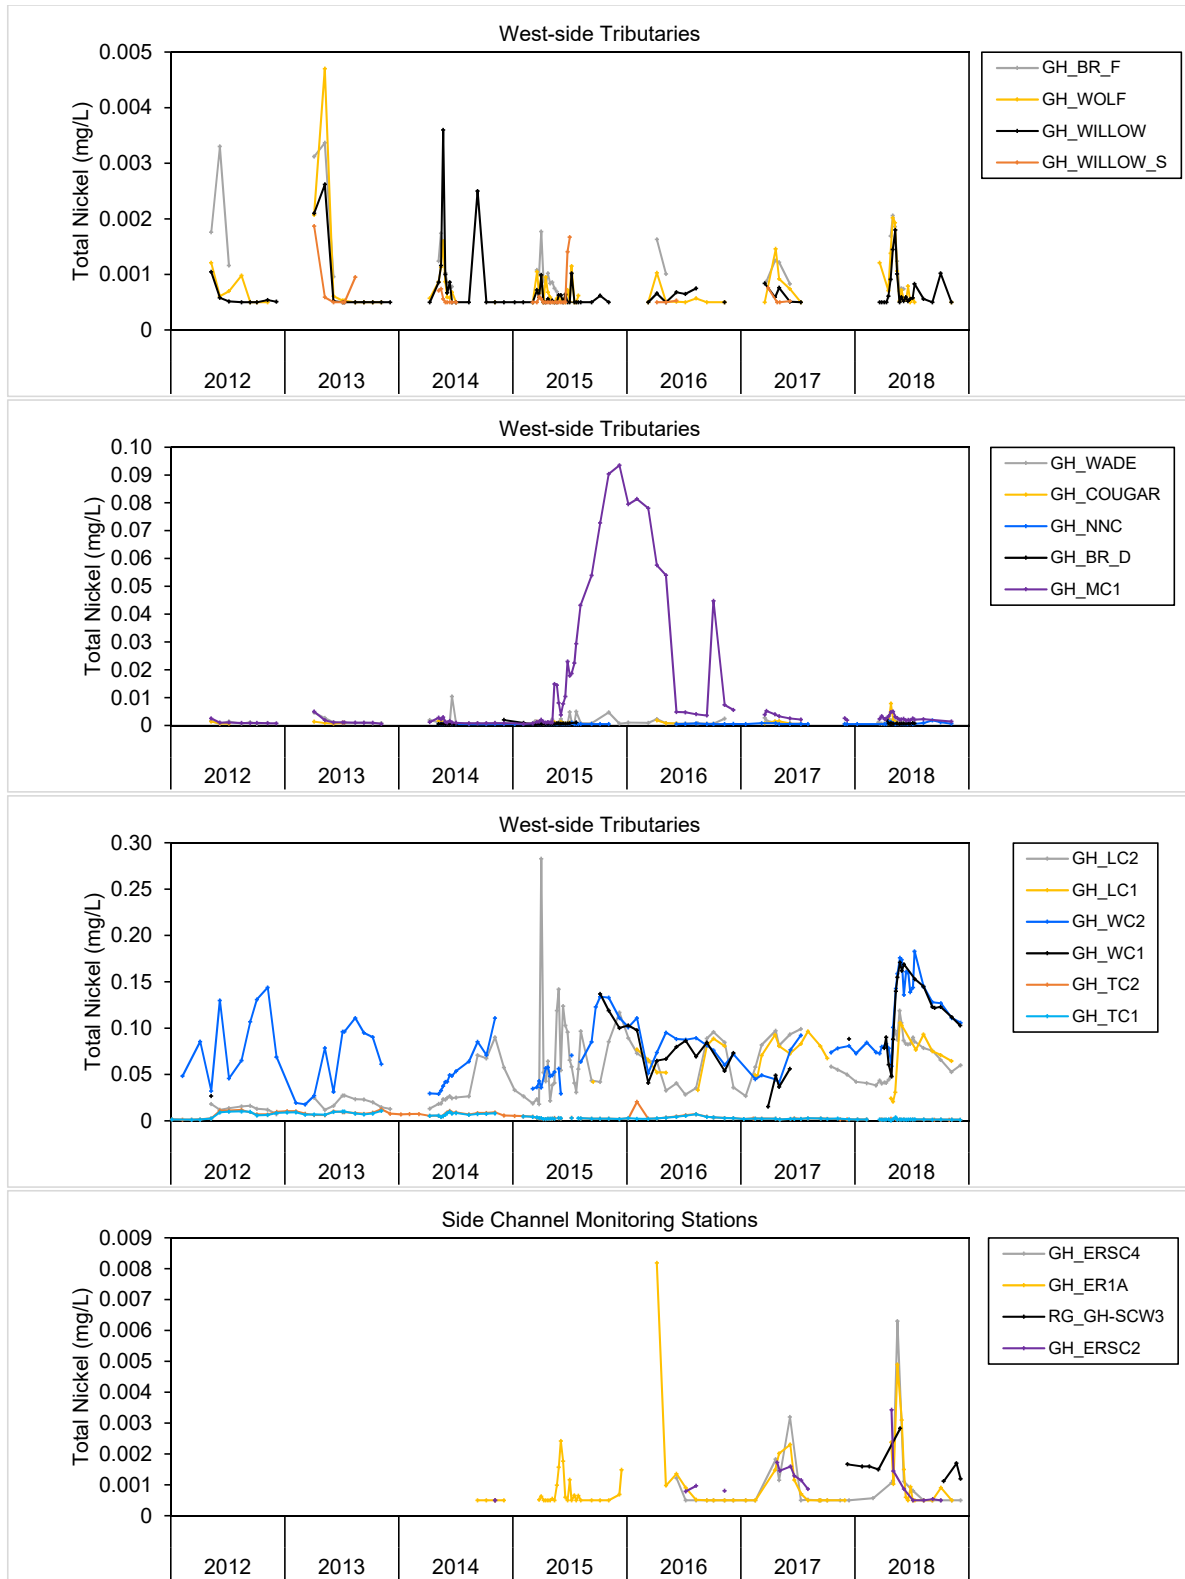 West-side Tributaries
Total Nickel (mg/L)
0.005
0.004
0.003
0.002
0.001
0
2012 2013 2014 2015 2016 2017 2018
GH_BR_F
GH_WOLF
GH_WILLOW
GH_WILLOW_S
West-side Tributaries
Total Nickel (mg/L)
0.10
0.09
0.08
0.07
0.06
0.05
0.04
0.03
0.02
0.01
0
2012 2013 2014 2015 2016 2017 2018
GH_WADE
GH_COUGAR
GH_NNC
GH_BR_D
GH_MC1
West-side Tributaries
Total Nickel (mg/L)
0.30
0.25
0.20
0.15
0.10
0.05
0
2012 2013 2014 2015 2016 2017 2018
GH_LC2
GH_LC1
GH_WC2
GH_WC1
GH_TC2
GH_TC1
Side Channel Monitoring Stations
Total Nickel (mg/L)
0.009
0.008
0.007
0.006
0.005
0.004
0.003
0.002
0.001
0
2012 2013 2014 2015 2016 2017 2018
GH_ERSC4
GH_ER1A
RG_GH-SCW3
GH_ERSC2